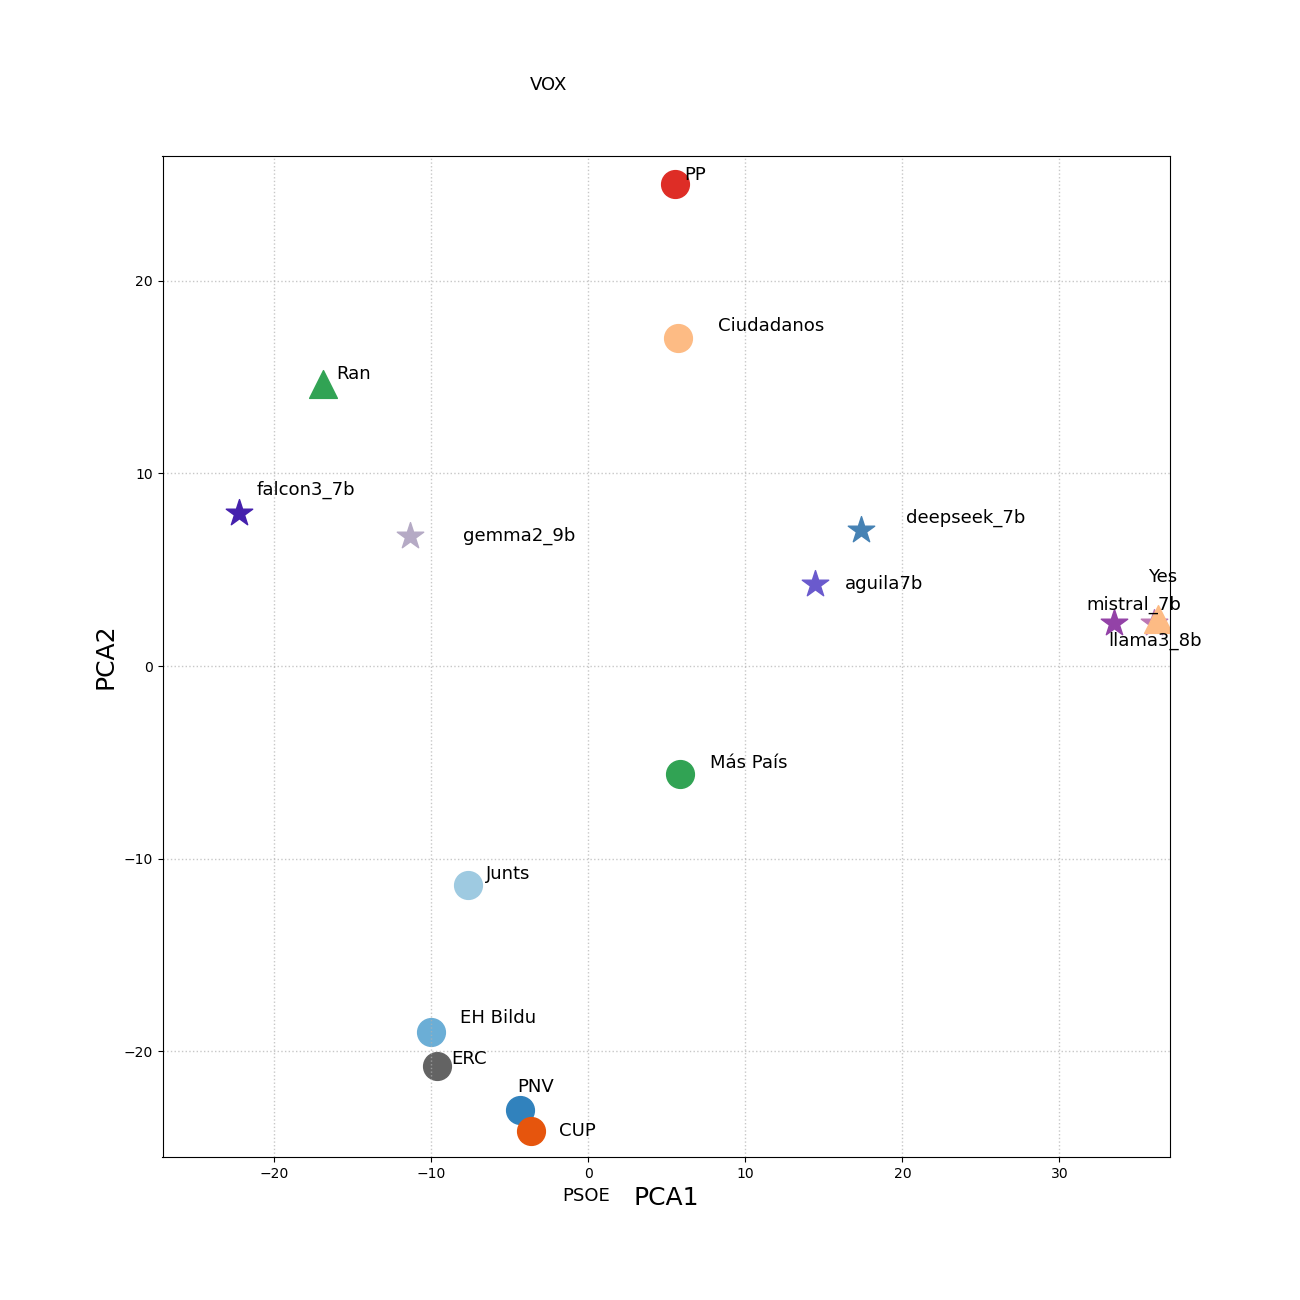 VOX
PP
20
Ciudadanos
Ran
10
falcon3_7b
deepseek_7b
gemma2_9b
Yes
aguila7b
mistral_7b
llama3_8b
PCA2
0
Más País
−10
Junts
EH Bildu
−20
ERC
PNV
CUP
−20
−10
0
10
20
30
PSOE
PCA1